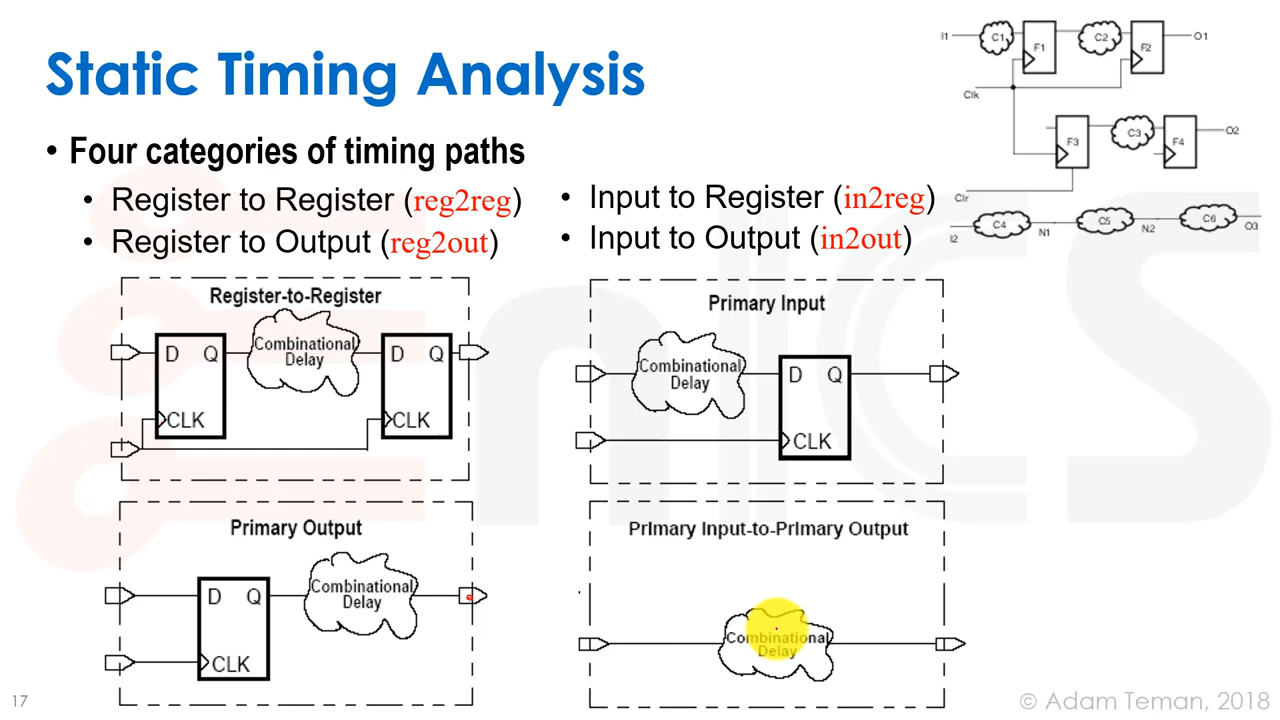 Static Timing Analysis
• Four categories of timing paths
• Register to Register (reg2reg)
• Register to Output (reg2out)
• Input to Register (in2reg)
• Input to Output (in2out)
I1 C1 F1 C2 F2 O1
Clk
F3 C3 F4 O2
Clr
I2 C4 N1 C5 N2 C6 O3
Register-to-Register
D Q
Combinational
Delay
D Q
CLK
CLK
Primary Input
Combinational
Delay
D Q
CLK
Primary Output
D Q
Combinational
Delay
CLK
Primary Input-to-Primary Output
Combinational
Delay
17
© Adam Teman, 2018